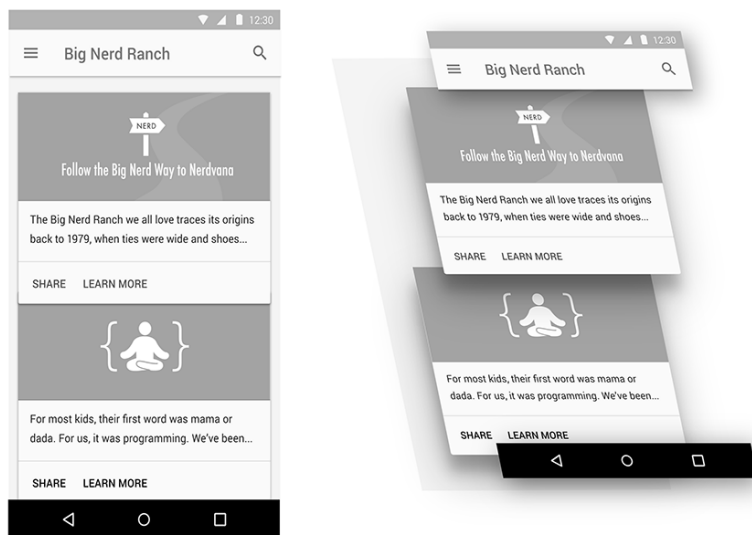 12:30
Big Nerd Ranch
NERD
Follow the Big Nerd Way to Nerdvana
The Big Nerd Ranch we all love traces its origins
back to 1979, when ties were wide and shoes...
SHARE LEARN MORE
For most kids, their first word was mama or
dada. For us, it was programming. We've been...
SHARE LEARN MORE
12:30
Big Nerd Ranch
NERD
Follow the Big Nerd Way to Nerdvana
The Big Nerd Ranch we all love traces its origins
back to 1979, when ties were wide and shoes...
SHARE LEARN MORE
For most kids, their first word was mama or
dada. For us, it was programming. We've been...
SHARE LEARN MORE